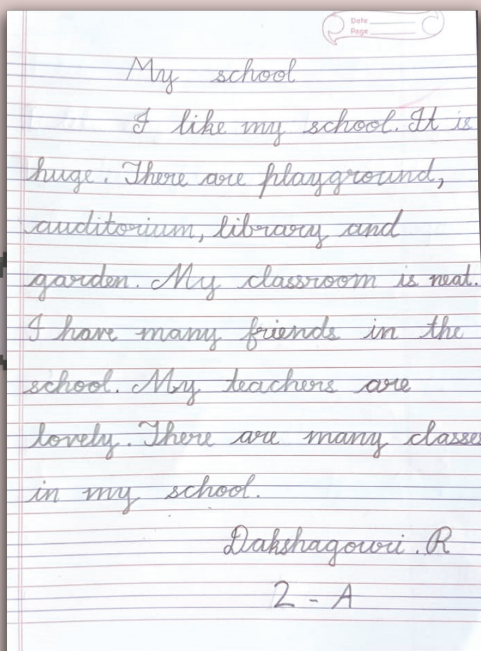 Date
Page
My school
I like my school. It is
huge. There are playground,
auditorium, library and
garden. My classroom is neat.
I have many friends in the
school. My teachers are
lovely. There are many classes
in my school.
Dakshagowri. R
2 - A